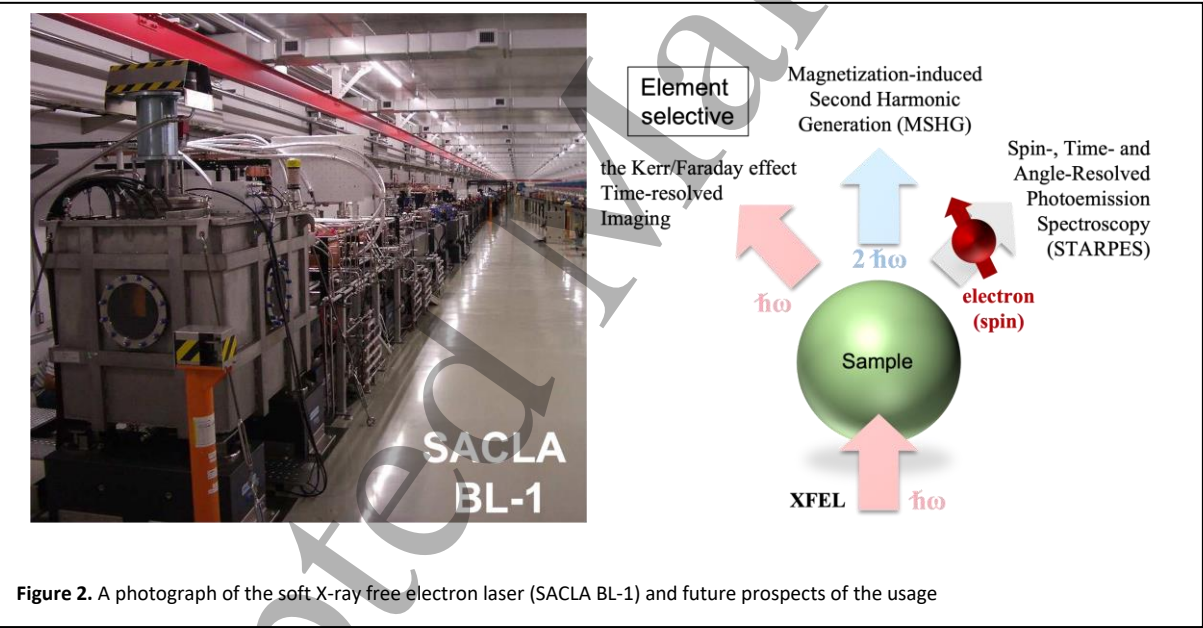 SACLA
BL-1
Element
selective
the Kerr/Faraday effect
Time-resolved
Imaging
Magnetization-induced
Second Harmonic
Generation (MSHG)
Spin-, Time- and
Angle-Resolved
Photoemission
Spectroscopy
(STARPES)
ħω
2 ħω
electron
(spin)
Sample
XFEL
ħω
Figure 2. A photograph of the soft X-ray free electron laser (SACLA BL-1) and future prospects of the usage